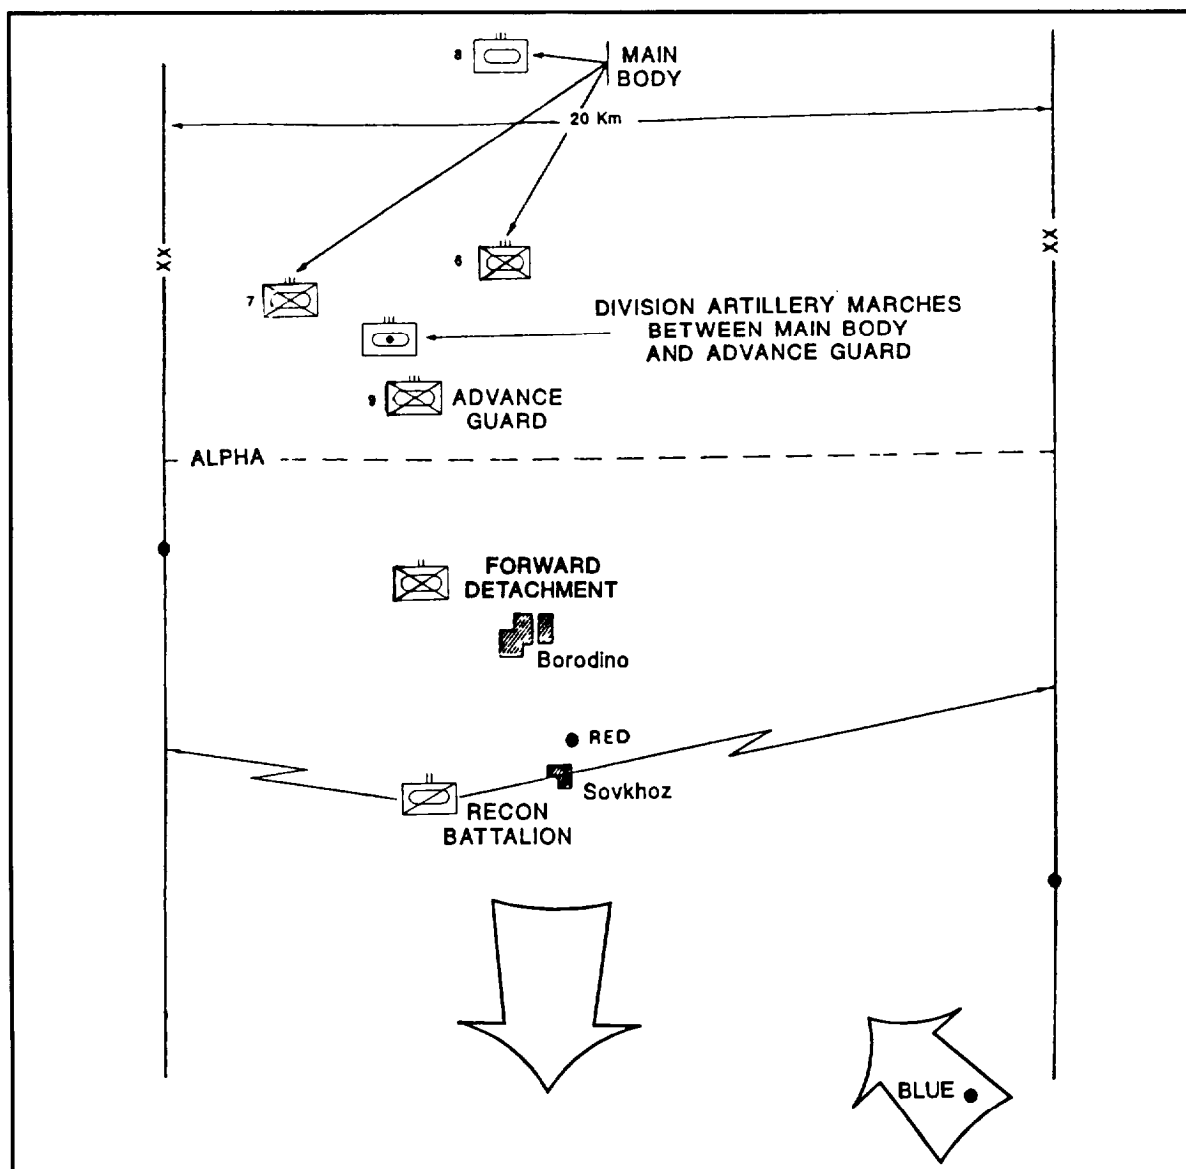 8
MAIN
BODY
20 Km
XX
XX
6
7
DIVISION ARTILLERY MARCHES
BETWEEN MAIN BODY
AND ADVANCE GUARD
9
ADVANCE
GUARD
ALPHA
FORWARD
DETACHMENT
Borodino
RED
Sovkhoz
RECON
BATTALION
BLUE